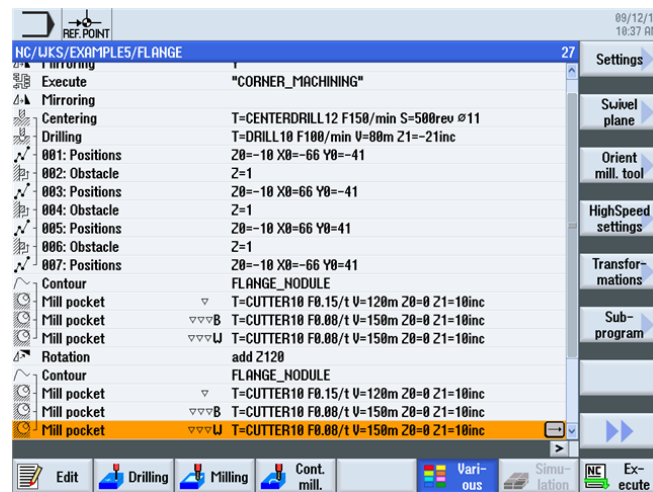 REF. POINT
09/12/1
10:37 A
NC/WKS/EXAMPLE5/FLANGE 27
Mirroring
Execute "CORNER_MACHINING"
Mirroring
Centering T=CENTERDRILL12 F150/min S=500rev ø11
Drilling T=DRILL10 F100/min V=80m Z1=-21inc
001: Positions Z0=-10 X0=-66 Y0=-41
002: Obstacle Z=1
003: Positions Z0=-10 X0=66 Y0=-41
004: Obstacle Z=1
005: Positions Z0=-10 X0=66 Y0=41
006: Obstacle Z=1
007: Positions Z0=-10 X0=-66 Y0=41
Contour FLANGE_NODULE
Mill pocket ▽ T=CUTTER10 F0.15/t V=120m Z0=0 Z1=10inc
Mill pocket ▽▽▽B T=CUTTER10 F0.08/t V=150m Z0=0 Z1=10inc
Mill pocket ▽▽▽W T=CUTTER10 F0.08/t V=150m Z0=0 Z1=10inc
Rotation add Z120
Contour FLANGE_NODULE
Mill pocket ▽ T=CUTTER10 F0.15/t V=120m Z0=0 Z1=10inc
Mill pocket ▽▽▽B T=CUTTER10 F0.08/t V=150m Z0=0 Z1=10inc
Mill pocket ▽▽▽W T=CUTTER10 F0.08/t V=150m Z0=0 Z1=10inc
Settings
Swivel
plane
Orient
mill. tool
HighSpeed
settings
Transfor-
mations
Sub-
program
Edit
Drilling
Milling
Cont.
mill.
Vari-
ous
Simu-
lation
NC
Ex-
ecute